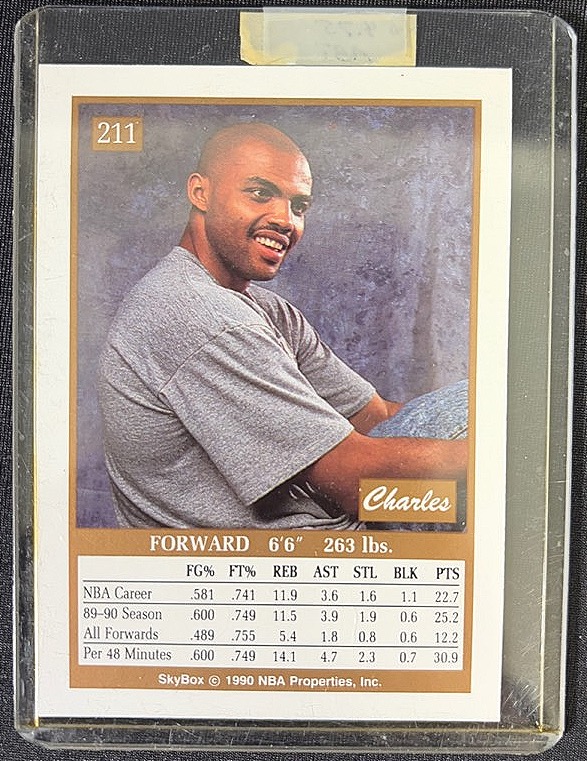 211
Charles
FORWARD 6'6" 263 lbs.
FG% FT% REB AST STL BLK PTS
NBA Career .581 .741 11.9 3.6 1.6 1.1 22.7
89-90 Season .600 .749 11.5 3.9 1.9 0.6 25.2
All Forwards .489 .755 5.4 1.8 0.8 0.6 12.2
Per 48 Minutes .600 .749 14.1 4.7 2.3 0.7 30.9
SkyBox © 1990 NBA Properties, Inc.